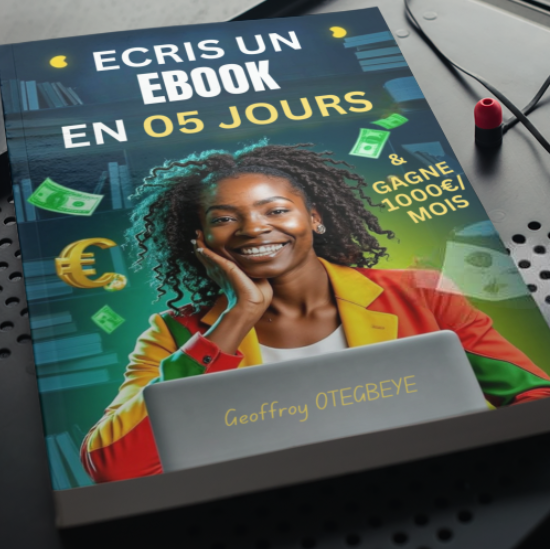 ECRIS UN
EBOOK
EN 05 JOURS
&
GAGNE
1000€/
MOIS
Geoffroy OTEGBEYE